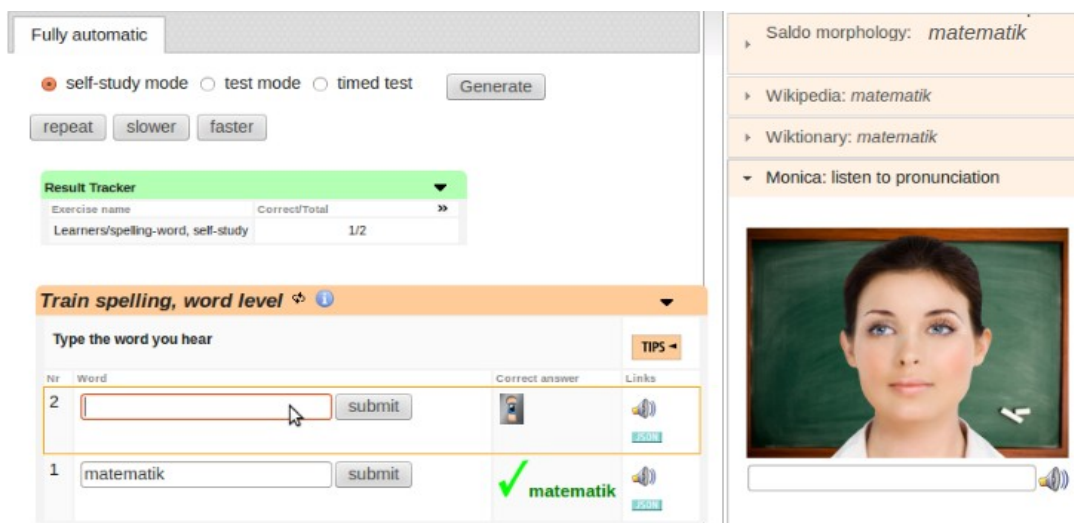 Fully automatic
self-study mode test mode timed test Generate
repeat slower faster
Result Tracker
Exercise name Correct/Total »
Learners/spelling-word, self-study 1/2
Train spelling, word level
Type the word you hear
TIPS
Nr Word Correct answer Links
2 submit
JSON
1 matematik submit matematik
JSON
Saldo morphology: matematik
Wikipedia: matematik
Wiktionary: matematik
Monica: listen to pronunciation